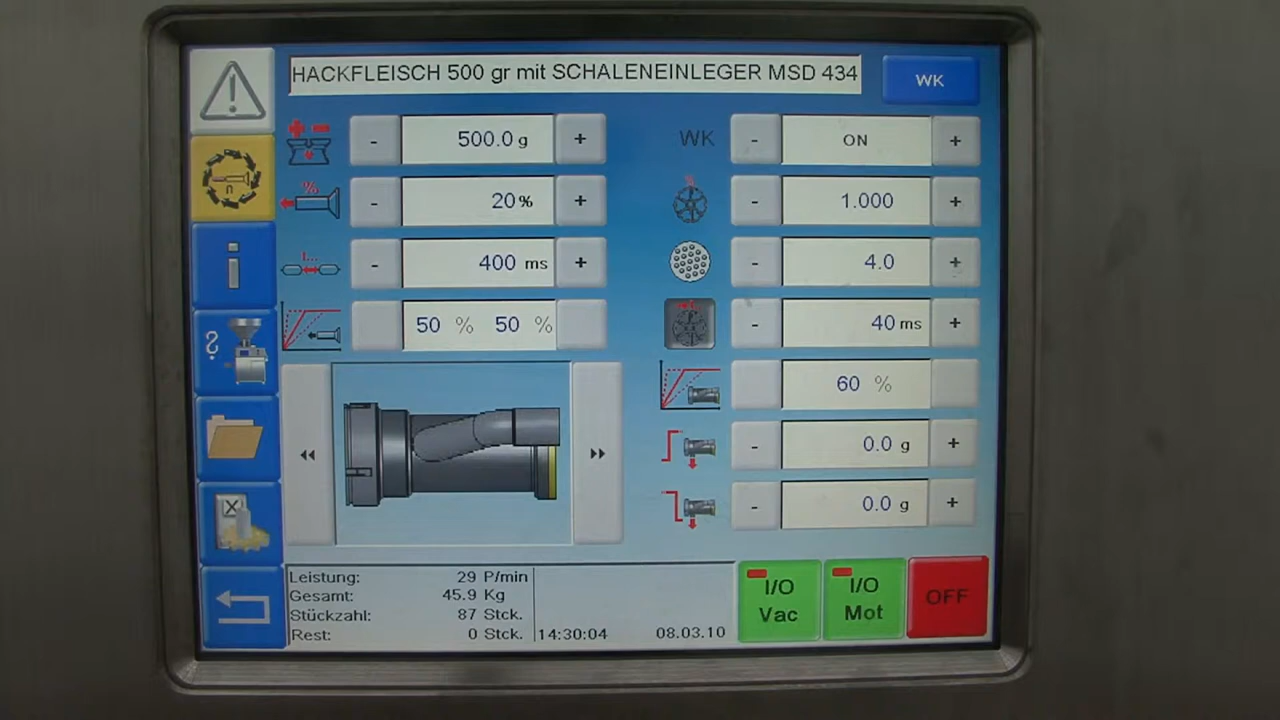 HACKFLEISCH 500 gr mit SCHALENEINLEGER MSD 434
WK
- 500.0 g +
WK - ON +
%
- 20% +
- 1.000 +
L...
- 400 ms +
- 4.0 +
50 % 50 %
- 40 ms +
60 %
- 0.0 g +
- 0.0 g +
Leistung: 29 P/min
Gesamt: 45.9 Kg
Stückzahl: 87 Stck.
Rest: 0 Stck.
14:30:04 08.03.10
I/O
Vac
I/O
Mot
OFF